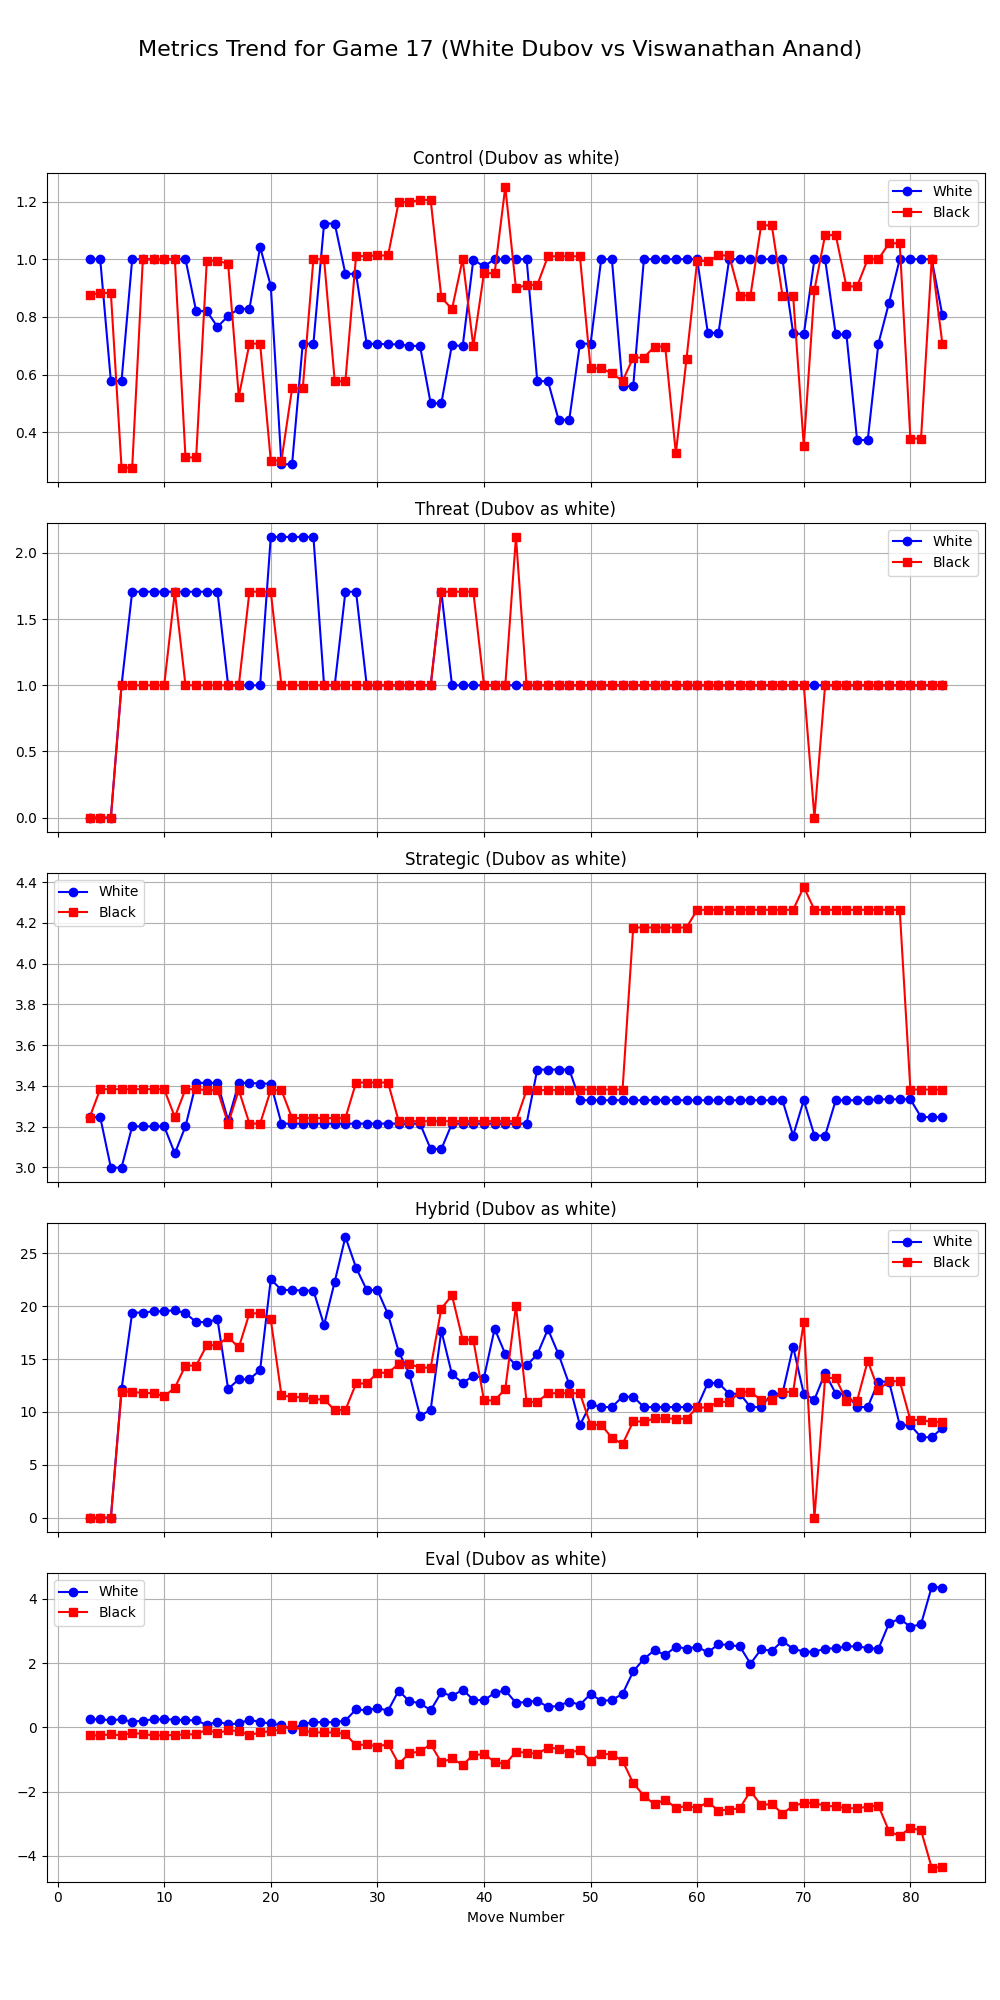 Metrics Trend for Game 17 (White Dubov vs Viswanathan Anand)
Control (Dubov as white)
White
Black
1.2
1.0
0.8
0.6
0.4
Threat (Dubov as white)
White
Black
2.0
1.5
1.0
0.5
0.0
Strategic (Dubov as white)
White
Black
4.4
4.2
4.0
3.8
3.6
3.4
3.2
3.0
Hybrid (Dubov as white)
White
Black
25
20
15
10
5
0
Eval (Dubov as white)
White
Black
4
2
0
−2
−4
0 10 20 30 40 50 60 70 80
Move Number